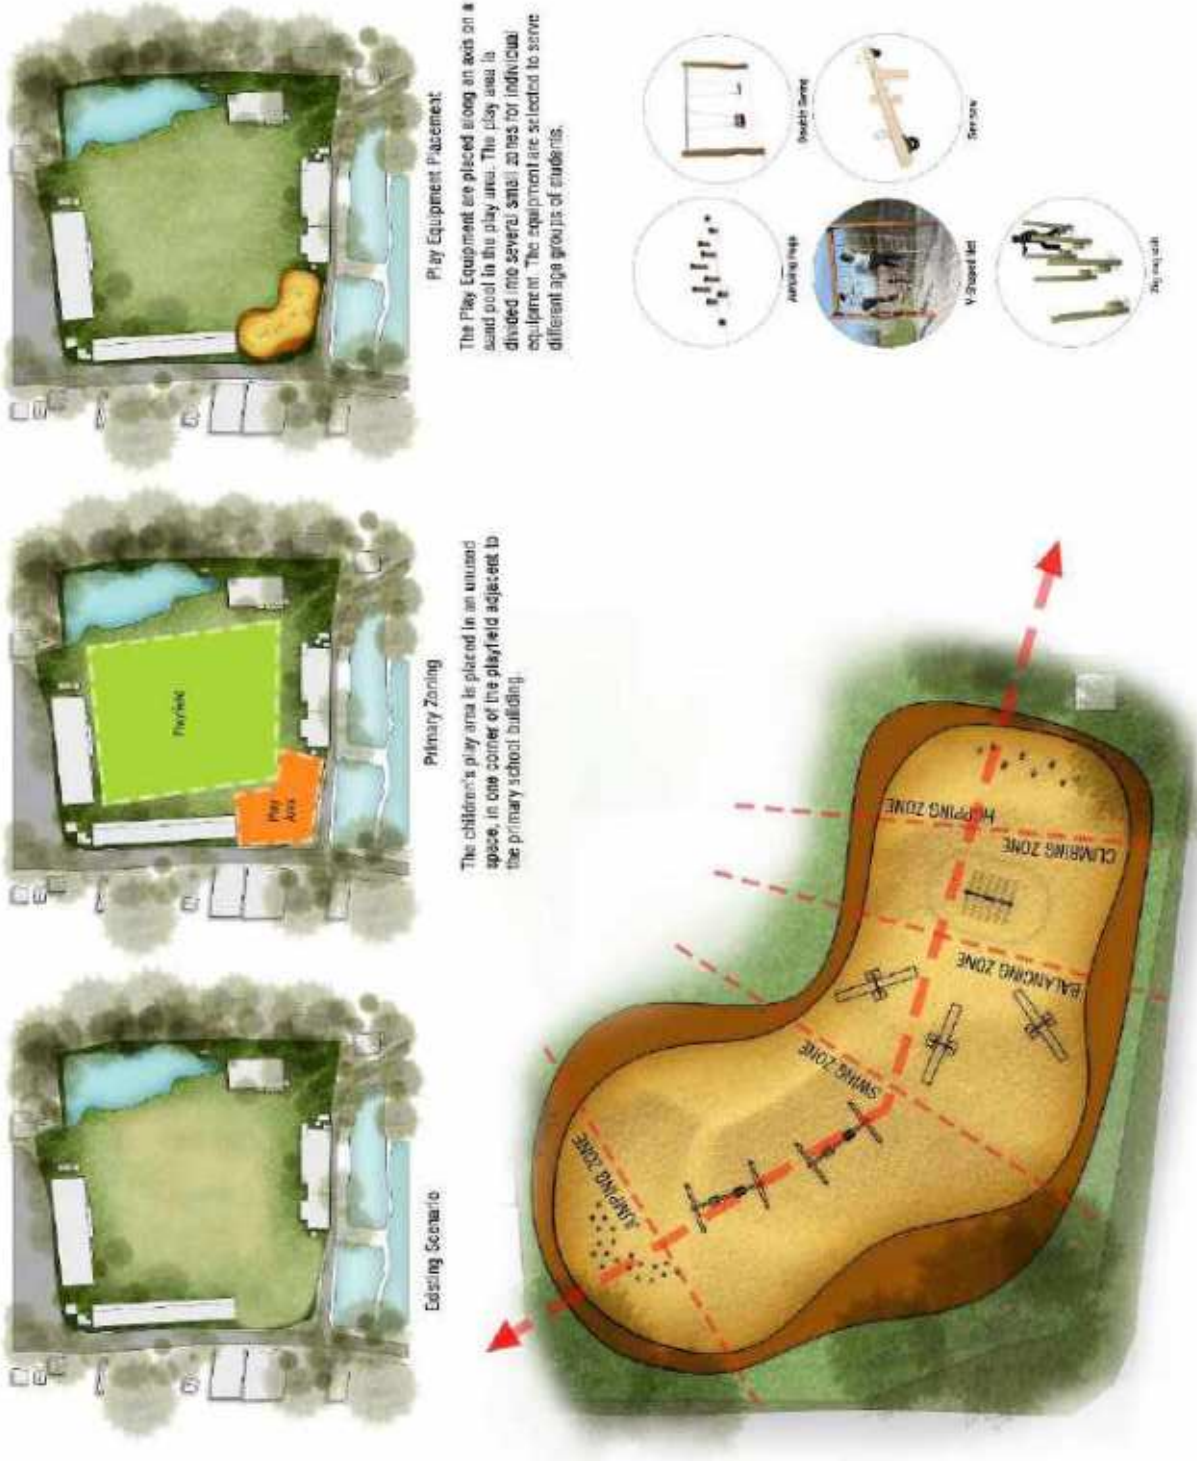 Existing Scenario
Primary Zoning
The children's play area is placed in an unused
space, in one corner of the playfield adjacent to
the primary school building.
Playfield
Play
Area
Play Equipment Placement
The Play Equipment are placed along an axis on a
sand pool in the play area. The play area is
divided into several small zones for individual
equipment. The equipment are selected to serve
different age groups of students.
JUMPING ZONE
SWING ZONE
BALANCING ZONE
CLIMBING ZONE
HOPPING ZONE
Jumping Pegs
Double Swing
V-Shaped Net
See saw
Zig zag